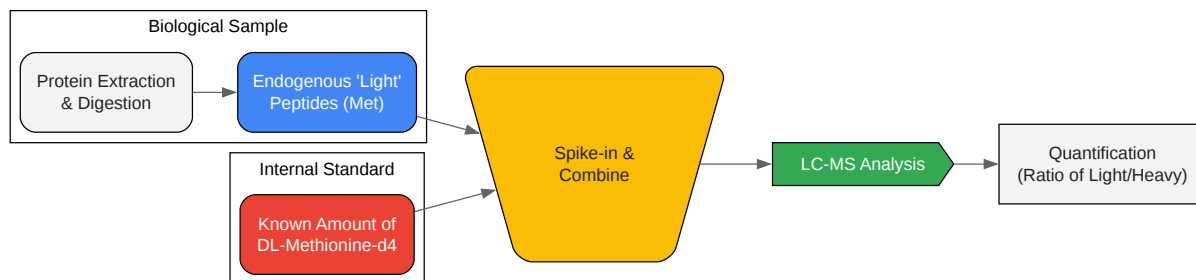 Biological Sample
Protein Extraction
& Digestion
Endogenous 'Light'
Peptides (Met)
Internal Standard
Known Amount of
DL-Methionine-d4
Spike-in &
Combine
LC-MS Analysis
Quantification
(Ratio of Light/Heavy)